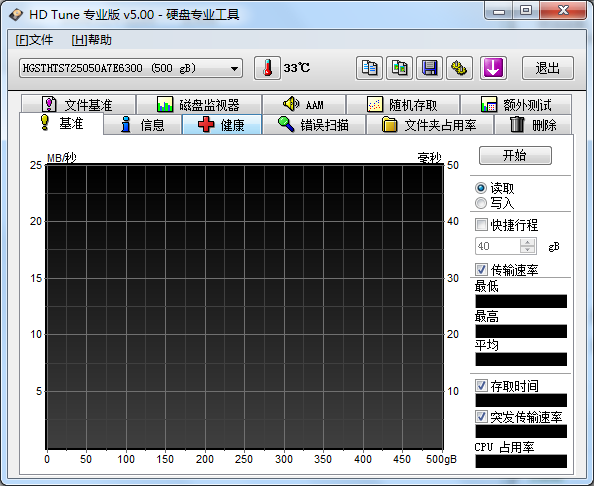 HD Tune 专业版 v5.00 - 硬盘专业工具
[F]文件 [H]帮助
HGSTHTS725050A7E6300 (500 gB) 33℃ 退出
文件基准 磁盘监视器 AAM 随机存取 额外测试
基准 信息 健康 错误扫描 文件夹占用率 删除
MB/秒 毫秒
25 50
20 40
15 30
10 20
5 10
0 50 100 150 200 250 300 350 400 450 500gB
开始
读取
写入
快捷行程
40 gB
传输速率
最低
最高
平均
存取时间
突发传输速率
CPU 占用率